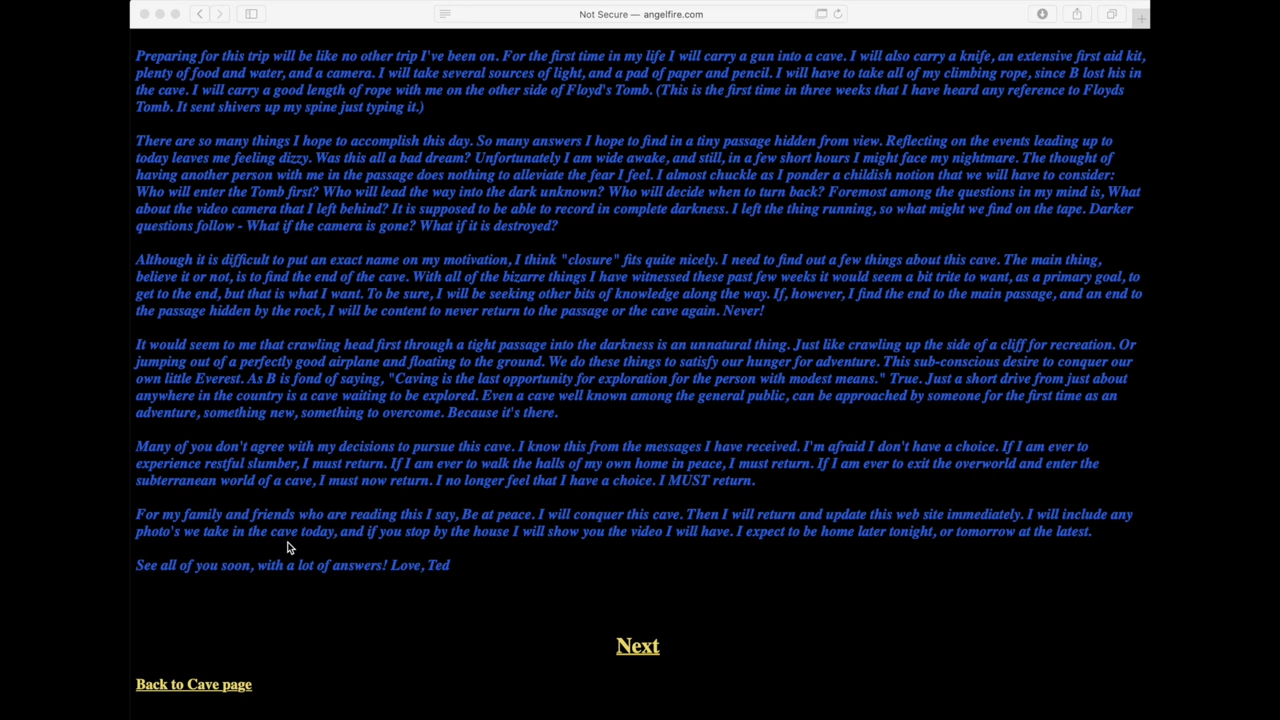 Not Secure — angelfire.com
Preparing for this trip will be like no other trip I've been on. For the first time in my life I will carry a gun into a cave. I will also carry a knife, an extensive first aid kit,
plenty of food and water, and a camera. I will take several sources of light, and a pad of paper and pencil. I will have to take all of my climbing rope, since B lost his in
the cave. I will carry a good length of rope with me on the other side of Floyd's Tomb. (This is the first time in three weeks that I have heard any reference to Floyds
Tomb. It sent shivers up my spine just typing it.)
There are so many things I hope to accomplish this day. So many answers I hope to find in a tiny passage hidden from view. Reflecting on the events leading up to
today leaves me feeling dizzy. Was this all a bad dream? Unfortunately I am wide awake, and still, in a few short hours I might face my nightmare. The thought of
having another person with me in the passage does nothing to alleviate the fear I feel. I almost chuckle as I ponder a childish notion that we will have to consider:
Who will enter the Tomb first? Who will lead the way into the dark unknown? Who will decide when to turn back? Foremost among the questions in my mind is, What
about the video camera that I left behind? It is supposed to be able to record in complete darkness. I left the thing running, so what might we find on the tape. Darker
questions follow - What if the camera is gone? What if it is destroyed?
Although it is difficult to put an exact name on my motivation, I think "closure" fits quite nicely. I need to find out a few things about this cave. The main thing,
believe it or not, is to find the end of the cave. With all of the bizarre things I have witnessed these past few weeks it would seem a bit trite to want, as a primary goal, to
get to the end, but that is what I want. To be sure, I will be seeking other bits of knowledge along the way. If, however, I find the end to the main passage, and an end to
the passage hidden by the rock, I will be content to never return to the passage or the cave again. Never!
It would seem to me that crawling head first through a tight passage into the darkness is an unnatural thing. Just like crawling up the side of a cliff for recreation. Or
jumping out of a perfectly good airplane and floating to the ground. We do these things to satisfy our hunger for adventure. This sub-conscious desire to conquer our
own little Everest. As B is fond of saying, "Caving is the last opportunity for exploration for the person with modest means." True. Just a short drive from just about
anywhere in the country is a cave waiting to be explored. Even a cave well known among the general public, can be approached by someone for the first time as an
adventure, something new, something to overcome. Because it's there.
Many of you don't agree with my decisions to pursue this cave. I know this from the messages I have received. I'm afraid I don't have a choice. If I am ever to
experience restful slumber, I must return. If I am ever to walk the halls of my own home in peace, I must return. If I am ever to exit the overworld and enter the
subterranean world of a cave, I must now return. I no longer feel that I have a choice. I MUST return.
For my family and friends who are reading this I say, Be at peace. I will conquer this cave. Then I will return and update this web site immediately. I will include any
photo's we take in the cave today, and if you stop by the house I will show you the video I will have. I expect to be home later tonight, or tomorrow at the latest.
See all of you soon, with a lot of answers! Love, Ted
Next
Back to Cave page